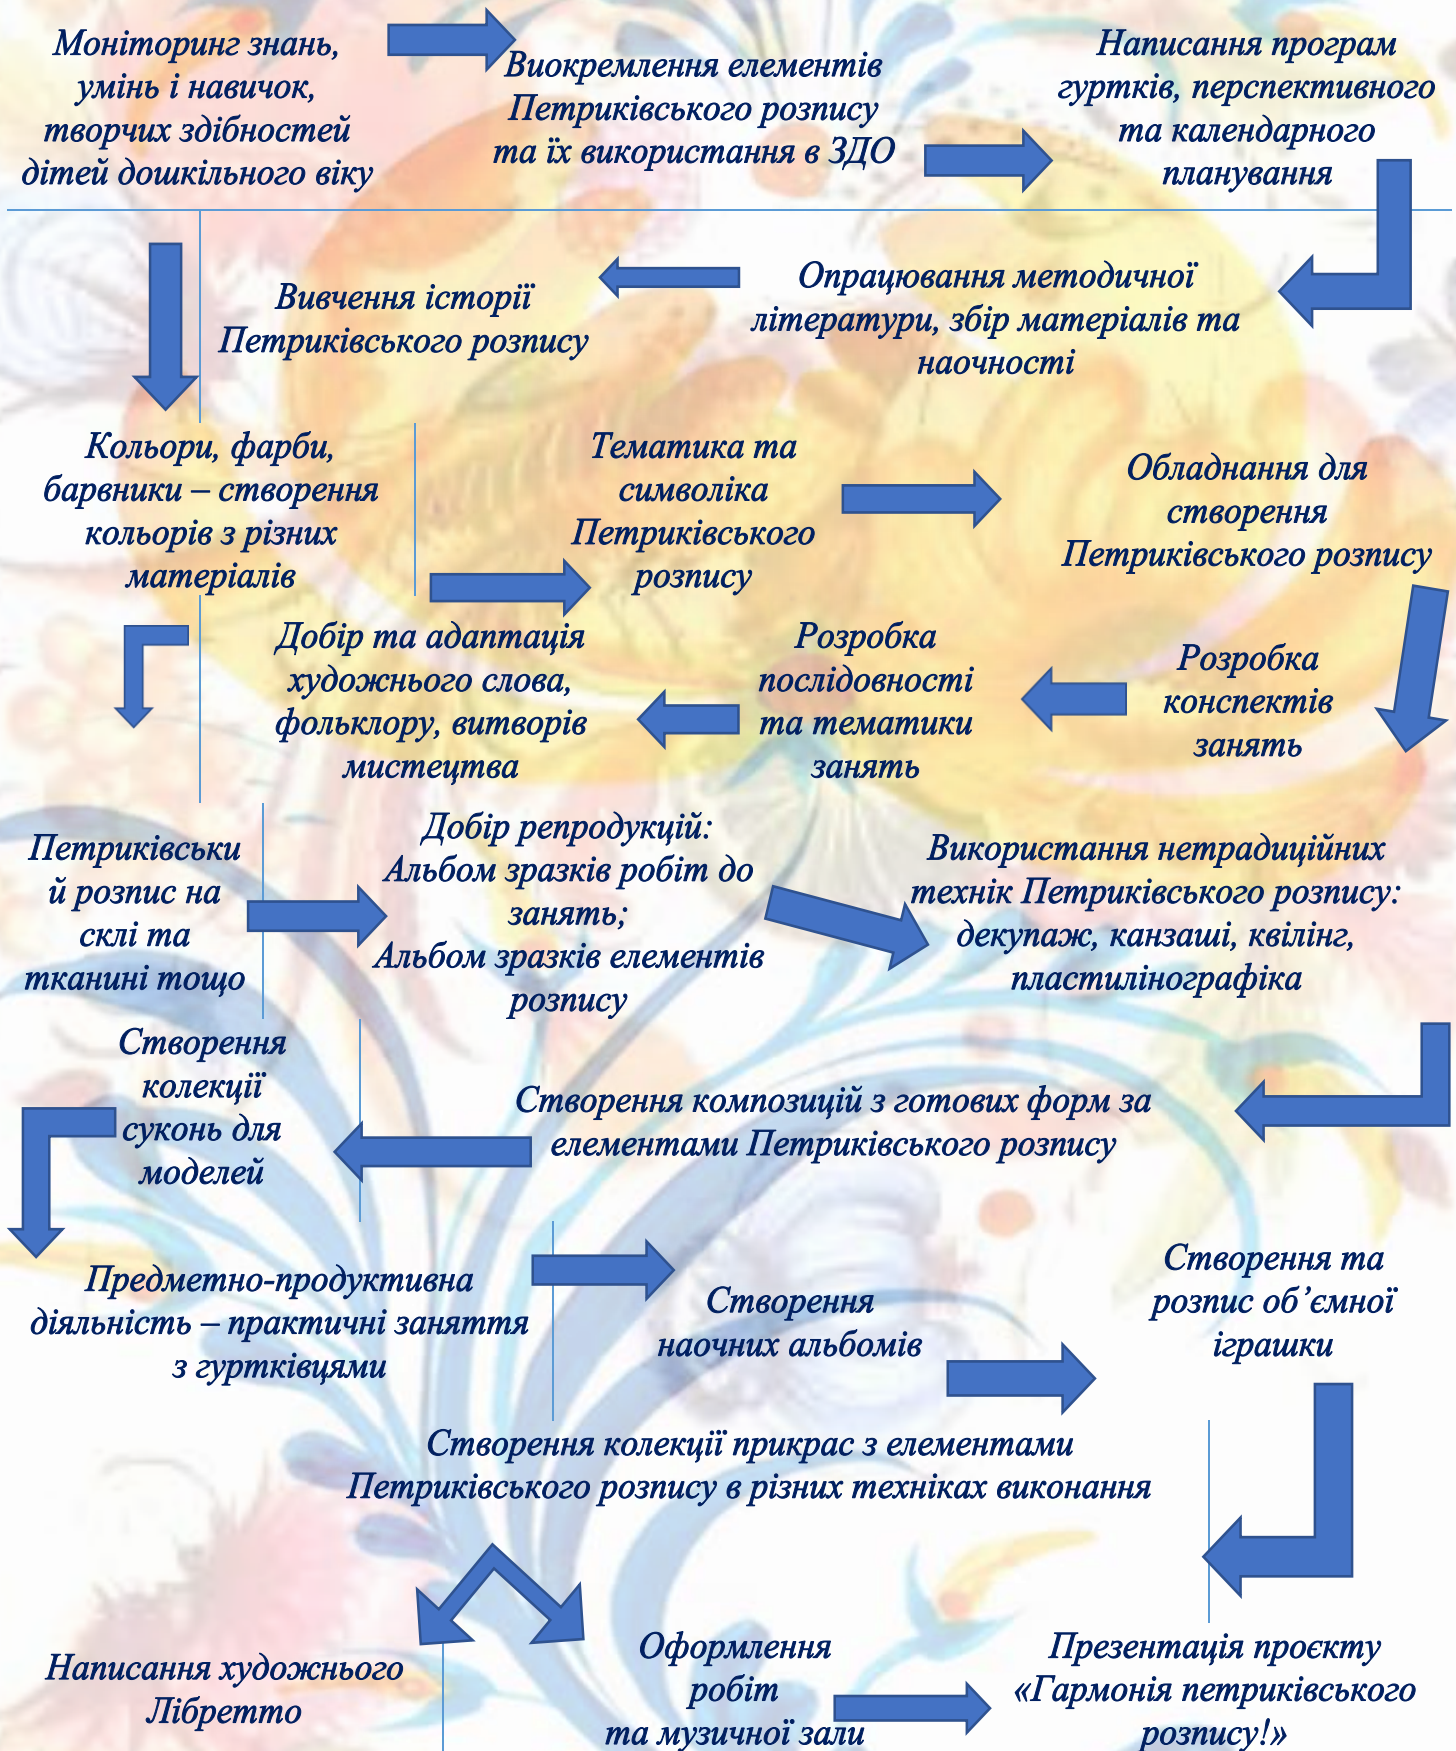 Моніторинг знань,
умінь і навичок,
творчих здібностей
дітей дошкільного віку
Виокремлення елементів
Петриківського розпису
та їх використання в ЗДО
Написання програм
гуртків, перспективного
та календарного
планування
Вивчення історії
Петриківського розпису
Опрацювання методичної
літератури, збір матеріалів та
наочності
Кольори, фарби,
барвники – створення
кольорів з різних
матеріалів
Тематика та
символіка
Петриківського
розпису
Обладнання для
створення
Петриківського розпису
Добір та адаптація
художнього слова,
фольклору, витворів
мистецтва
Розробка
послідовності
та тематики
занять
Розробка
конспектів
занять
Петриківськи
й розпис на
склі та
тканині тощо
Добір репродукцій:
Альбом зразків робіт до
занять;
Альбом зразків елементів
розпису
Використання нетрадиційних
технік Петриківського розпису:
декупаж, канзаші, квілінг,
пластилінографіка
Створення
колекції
суконь для
моделей
Створення композицій з готових форм за
елементами Петриківського розпису
Предметно-продуктивна
діяльність – практичні заняття
з гуртківцями
Створення
наочних альбомів
Створення та
розпис об’ємної
іграшки
Створення колекції прикрас з елементами
Петриківського розпису в різних техніках виконання
Написання художнього
Лібретто
Оформлення
робіт
та музичної зали
Презентація проєкту
«Гармонія петриківського
розпису!»